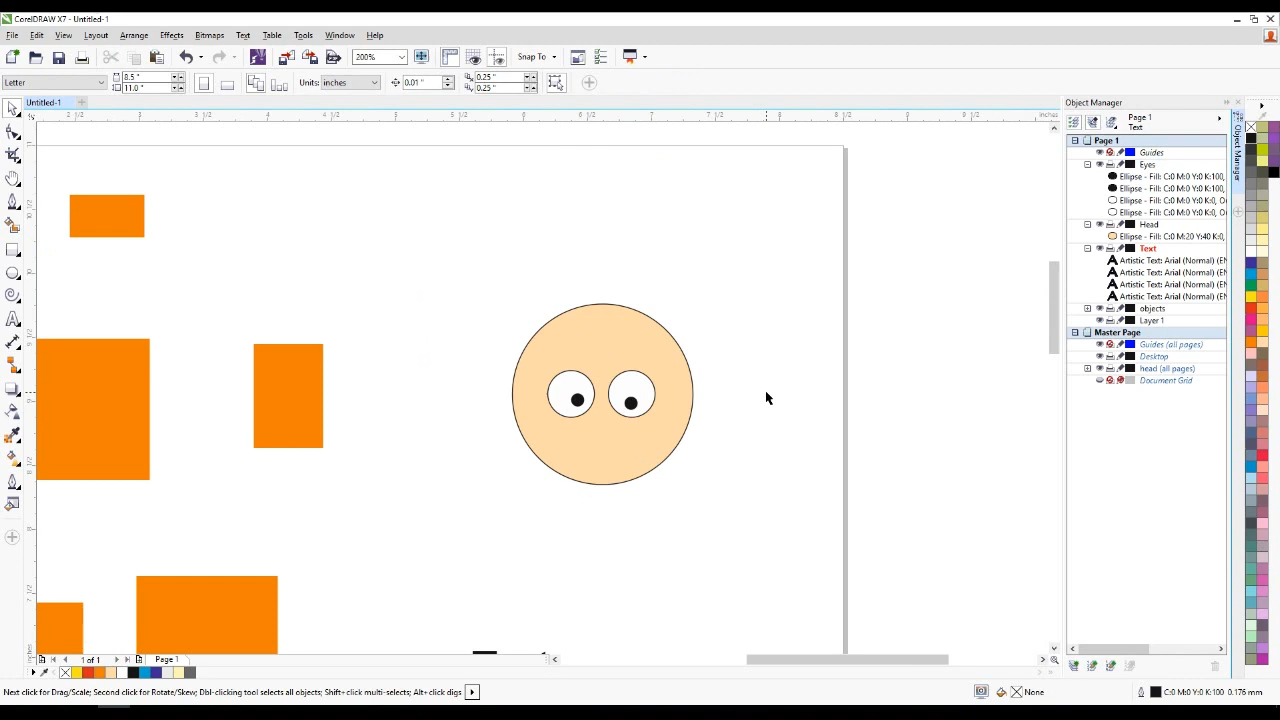 CorelDRAW X7 - Untitled-1
File Edit View Layout Arrange Effects Bitmaps Text Table Tools Window Help
200% Snap To
Letter 8.5 " 11.0 " Units: inches 0.01 " 0.25 " 0.25 "
Untitled-1
Object Manager
inches
Page 1
Text
Page 1
Guides
Eyes
Ellipse - Fill: C:0 M:0 Y:0 K:100,
Ellipse - Fill: C:0 M:0 Y:0 K:100,
Ellipse - Fill: C:0 M:0 Y:0 K:0, O
Ellipse - Fill: C:0 M:0 Y:0 K:0, O
Head
Ellipse - Fill: C:0 M:20 Y:40 K:0,
Text
Artistic Text: Arial (Normal) (EN
Artistic Text: Arial (Normal) (EN
Artistic Text: Arial (Normal) (EN
Artistic Text: Arial (Normal) (EN
objects
Layer 1
Master Page
Guides (all pages)
Desktop
head (all pages)
Document Grid
Object Manager
1 of 1 Page 1
Next click for Drag/Scale; Second click for Rotate/Skew; Dbl-clicking tool selects all objects; Shift+click multi-selects; Alt+click digs None C:0 M:0 Y:0 K:100 0.176 mm